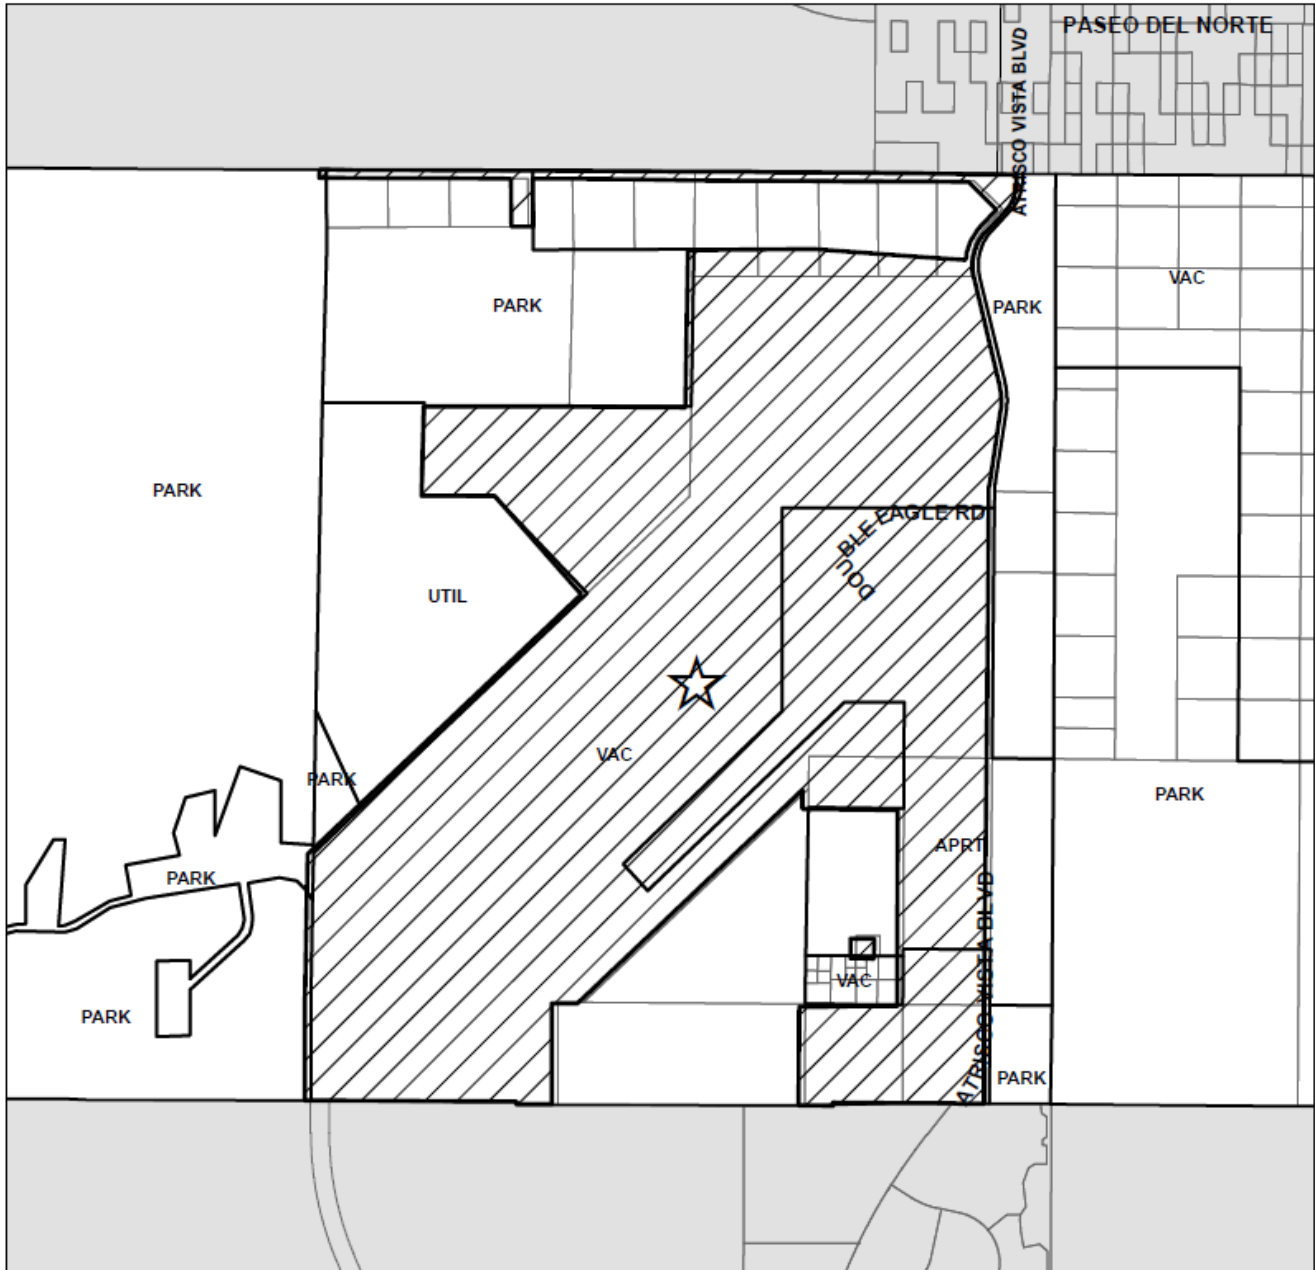 PASEO DEL NORTE
ATRISCO VISTA BLVD
VAC
PARK
PARK
PARK
DOUBLE EAGLE RD
UTIL
VAC
PARK
PARK
APRT
PARK
ATRISCO VISTA BLVD
VAC
PARK
PARK